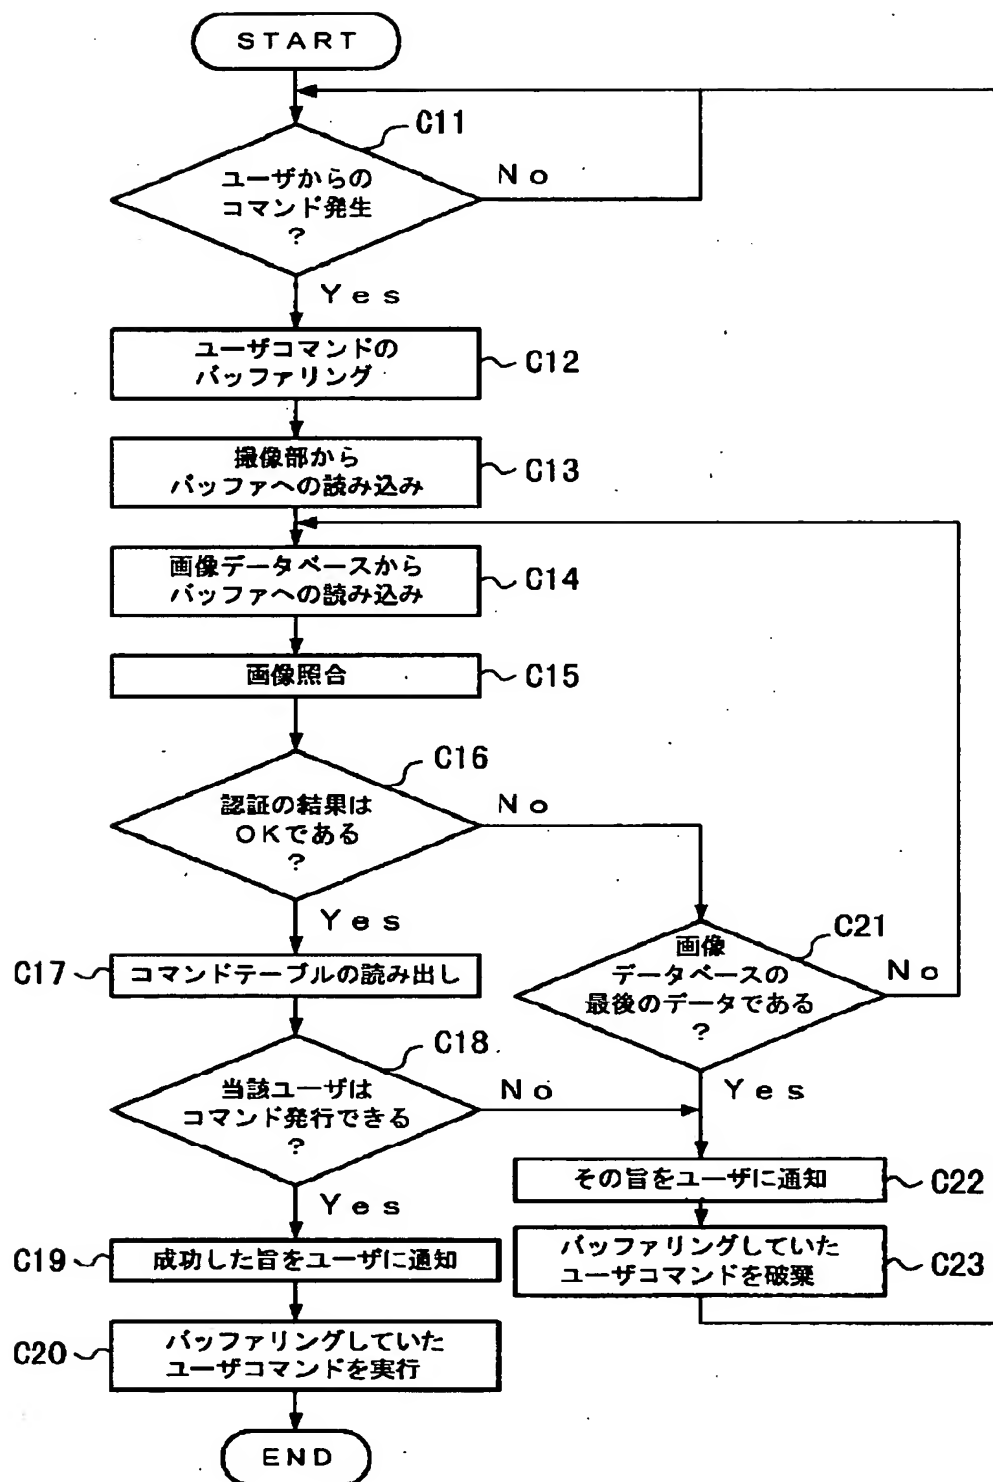 START
C11
ユーザからの
コマンド発生
?
No
Yes
ユーザコマンドの
バッファリング
C12
撮像部から
バッファへの読み込み
C13
画像データベースから
バッファへの読み込み
C14
画像照合
C15
C16
認証の結果は
OKである
?
No
Yes
C17
コマンドテーブルの読み出し
C21
画像
データベースの
最後のデータである
?
No
Yes
C18
当該ユーザは
コマンド発行できる
?
No
Yes
その旨をユーザに通知
C22
C19
成功した旨をユーザに通知
バッファリングしていた
ユーザコマンドを破棄
C23
C20
バッファリングしていた
ユーザコマンドを実行
END